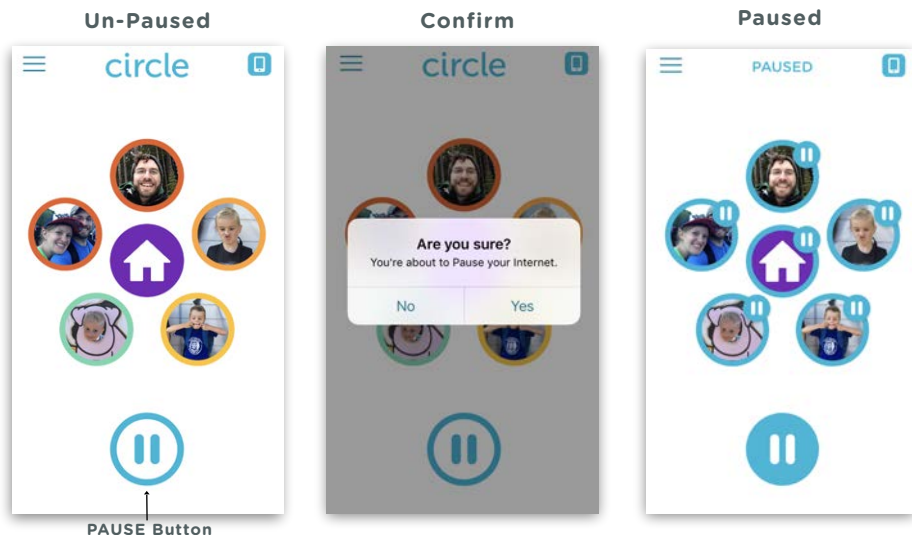 Un-Paused
circle
PAUSE Button
Confirm
circle
Are you sure?
You're about to Pause your Internet.
No
Yes
Paused
PAUSED